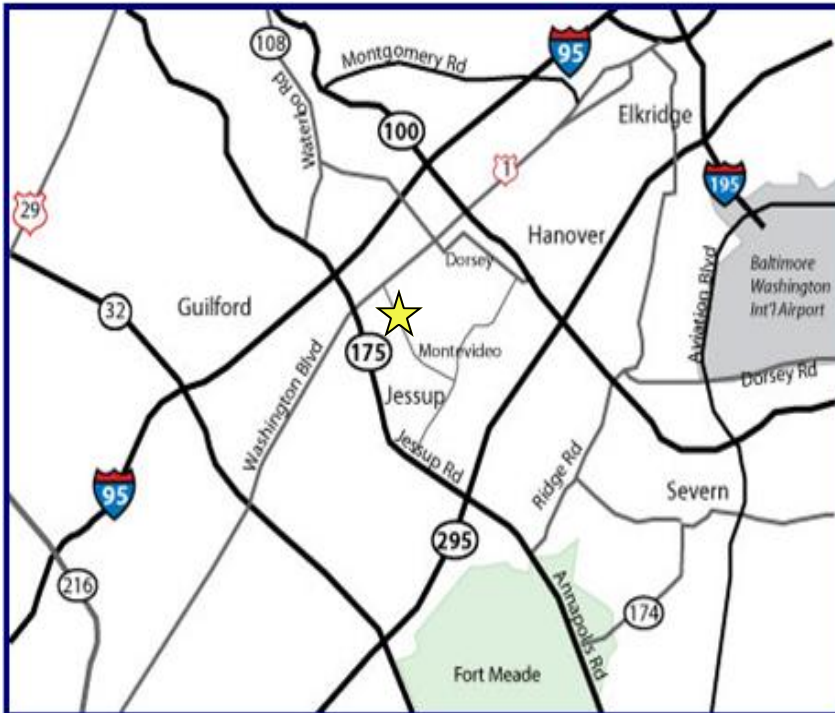 108
Montgomery Rd
95
Waterloo Rd
Elkridge
100
1
195
29
Hanover
Dorsey
Baltimore
Washington
Int'l Airport
Guilford
32
Aviation Blvd
175
Montevideo
Washington Blvd
Dorsey Rd
Jessup
Jessup Rd
Ridge Rd
Severn
95
295
216
Annapolis Rd
174
Fort Meade